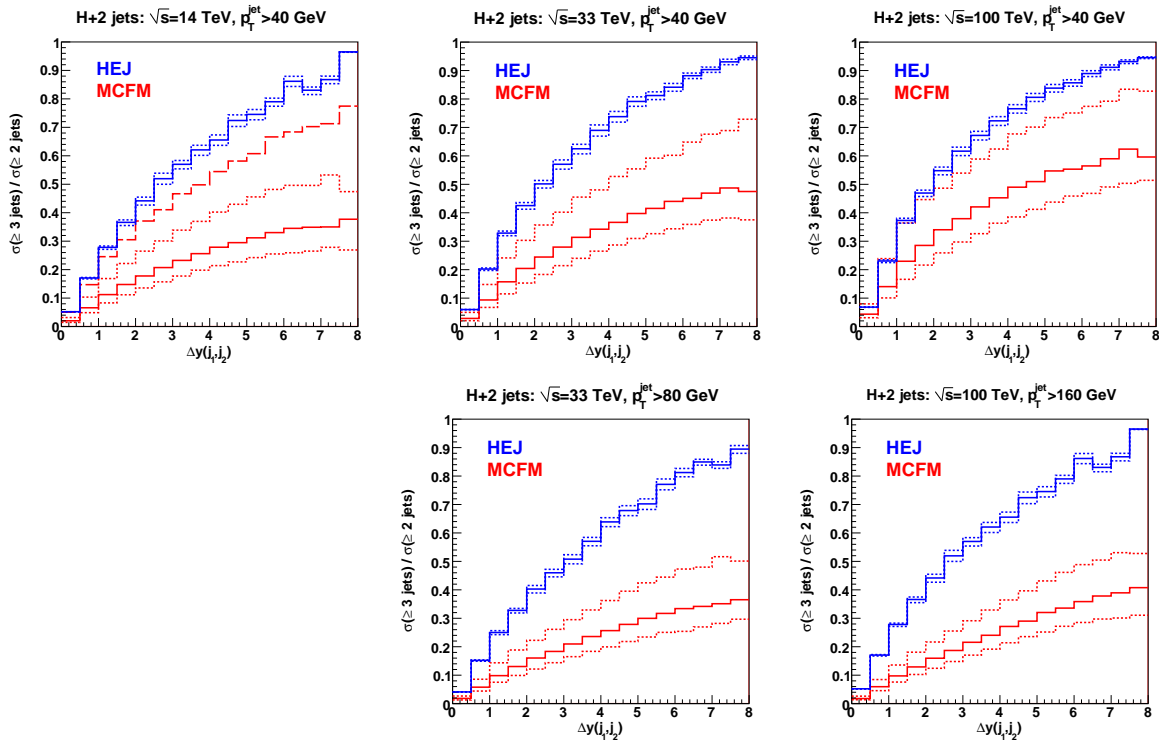 H+2 jets: √s=14 TeV, p_T^jet>40 GeV
HEJ
MCFM
σ(≥ 3 jets) / σ(≥ 2 jets)
1
0.9
0.8
0.7
0.6
0.5
0.4
0.3
0.2
0.1
0
0 1 2 3 4 5 6 7 8
Δy(j_1,j_2)
H+2 jets: √s=33 TeV, p_T^jet>40 GeV
HEJ
MCFM
σ(≥ 3 jets) / σ(≥ 2 jets)
1
0.9
0.8
0.7
0.6
0.5
0.4
0.3
0.2
0.1
0
0 1 2 3 4 5 6 7 8
Δy(j_1,j_2)
H+2 jets: √s=100 TeV, p_T^jet>40 GeV
HEJ
MCFM
σ(≥ 3 jets) / σ(≥ 2 jets)
1
0.9
0.8
0.7
0.6
0.5
0.4
0.3
0.2
0.1
0
0 1 2 3 4 5 6 7 8
Δy(j_1,j_2)
H+2 jets: √s=33 TeV, p_T^jet>80 GeV
HEJ
MCFM
σ(≥ 3 jets) / σ(≥ 2 jets)
1
0.9
0.8
0.7
0.6
0.5
0.4
0.3
0.2
0.1
0
0 1 2 3 4 5 6 7 8
Δy(j_1,j_2)
H+2 jets: √s=100 TeV, p_T^jet>160 GeV
HEJ
MCFM
σ(≥ 3 jets) / σ(≥ 2 jets)
1
0.9
0.8
0.7
0.6
0.5
0.4
0.3
0.2
0.1
0
0 1 2 3 4 5 6 7 8
Δy(j_1,j_2)